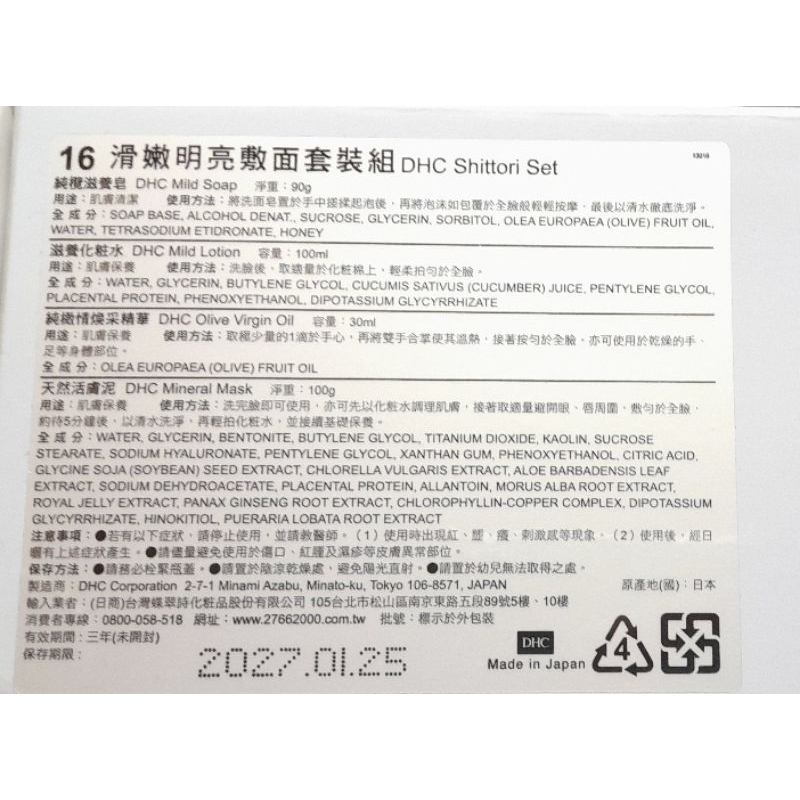 16 滑嫩明亮敷面套裝組 DHC Shittori Set
13016
純欖滋養皂 DHC Mild Soap 淨重：90g
用途：肌膚清潔 使用方法：將洗面皂置於手中搓揉起泡後，再將泡沫如包覆於全臉般輕輕按摩，最後以清水徹底洗淨。
全成分：SOAP BASE, ALCOHOL DENAT., SUCROSE, GLYCERIN, SORBITOL, OLEA EUROPAEA (OLIVE) FRUIT OIL,
WATER, TETRASODIUM ETIDRONATE, HONEY
滋養化粧水 DHC Mild Lotion 容量：100ml
用途：肌膚保養 使用方法：洗臉後，取適量於化粧綿上，輕柔拍勻於全臉。
全成分：WATER, GLYCERIN, BUTYLENE GLYCOL, CUCUMIS SATIVUS (CUCUMBER) JUICE, PENTYLENE GLYCOL,
PLACENTAL PROTEIN, PHENOXYETHANOL, DIPOTASSIUM GLYCYRRHIZATE
純橄情煥采精華 DHC Olive Virgin Oil 容量：30ml
用途：肌膚保養 使用方法：取極少量的1滴於手心，再將雙手合掌使其溫熱，接著按勻於全臉。亦可使用於乾燥的手、
足等身體部位。
全成分：OLEA EUROPAEA (OLIVE) FRUIT OIL
天然活膚泥 DHC Mineral Mask 淨重：100g
用途：肌膚保養 使用方法：洗完臉即可使用，亦可先以化粧水調理肌膚，接著取適量避開眼、唇周圍，敷勻於全臉，
約待5分鐘後，以清水洗淨，再輕拍化粧水，並接續基礎保養。
全成分：WATER, GLYCERIN, BENTONITE, BUTYLENE GLYCOL, TITANIUM DIOXIDE, KAOLIN, SUCROSE
STEARATE, SODIUM HYALURONATE, PENTYLENE GLYCOL, XANTHAN GUM, PHENOXYETHANOL, CITRIC ACID,
GLYCINE SOJA (SOYBEAN) SEED EXTRACT, CHLORELLA VULGARIS EXTRACT, ALOE BARBADENSIS LEAF
EXTRACT, SODIUM DEHYDROACETATE, PLACENTAL PROTEIN, ALLANTOIN, MORUS ALBA ROOT EXTRACT,
ROYAL JELLY EXTRACT, PANAX GINSENG ROOT EXTRACT, CHLOROPHYLLIN-COPPER COMPLEX, DIPOTASSIUM
GLYCYRRHIZATE, HINOKITIOL, PUERARIA LOBATA ROOT EXTRACT
注意事項：●若有以下症狀，請停止使用，並請教醫師。（1）使用時出現紅、腫、癢、刺激感等現象。（2）使用後，經日
曬有上述症狀產生。●請儘量避免使用於傷口、紅腫及濕疹等皮膚異常部位。
保存方法：●請務必栓緊瓶蓋。●請置於陰涼乾燥處，避免陽光直射。●請置於幼兒無法取得之處。
製造商：DHC Corporation 2-7-1 Minami Azabu, Minato-ku, Tokyo 106-8571, JAPAN 原產地(國)：日本
輸入業者：(日商)台灣蝶翠詩化粧品股份有限公司 105台北市松山區南京東路五段89號5樓、10樓
消費者專線：0800-058-518 網址：www.27662000.com.tw 批號：標示於外包裝
有效期間：三年(未開封)
保存期限：
2027.01.25
DHC
Made in Japan
4